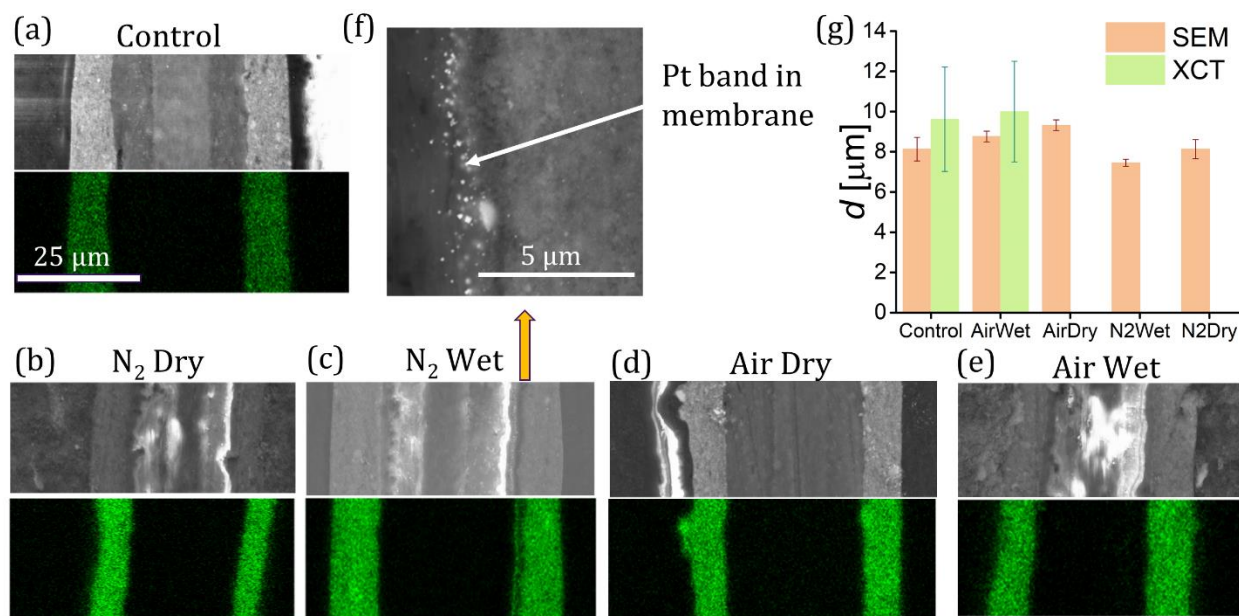 (a)
Control
25 µm
(f)
5 µm
Pt band in
membrane
(g)
d [µm]
14
12
10
8
6
4
2
0
SEM
XCT
Control
AirWet
AirDry
N2Wet
N2Dry
(b)
N₂ Dry
(c)
N₂ Wet
(d)
Air Dry
(e)
Air Wet